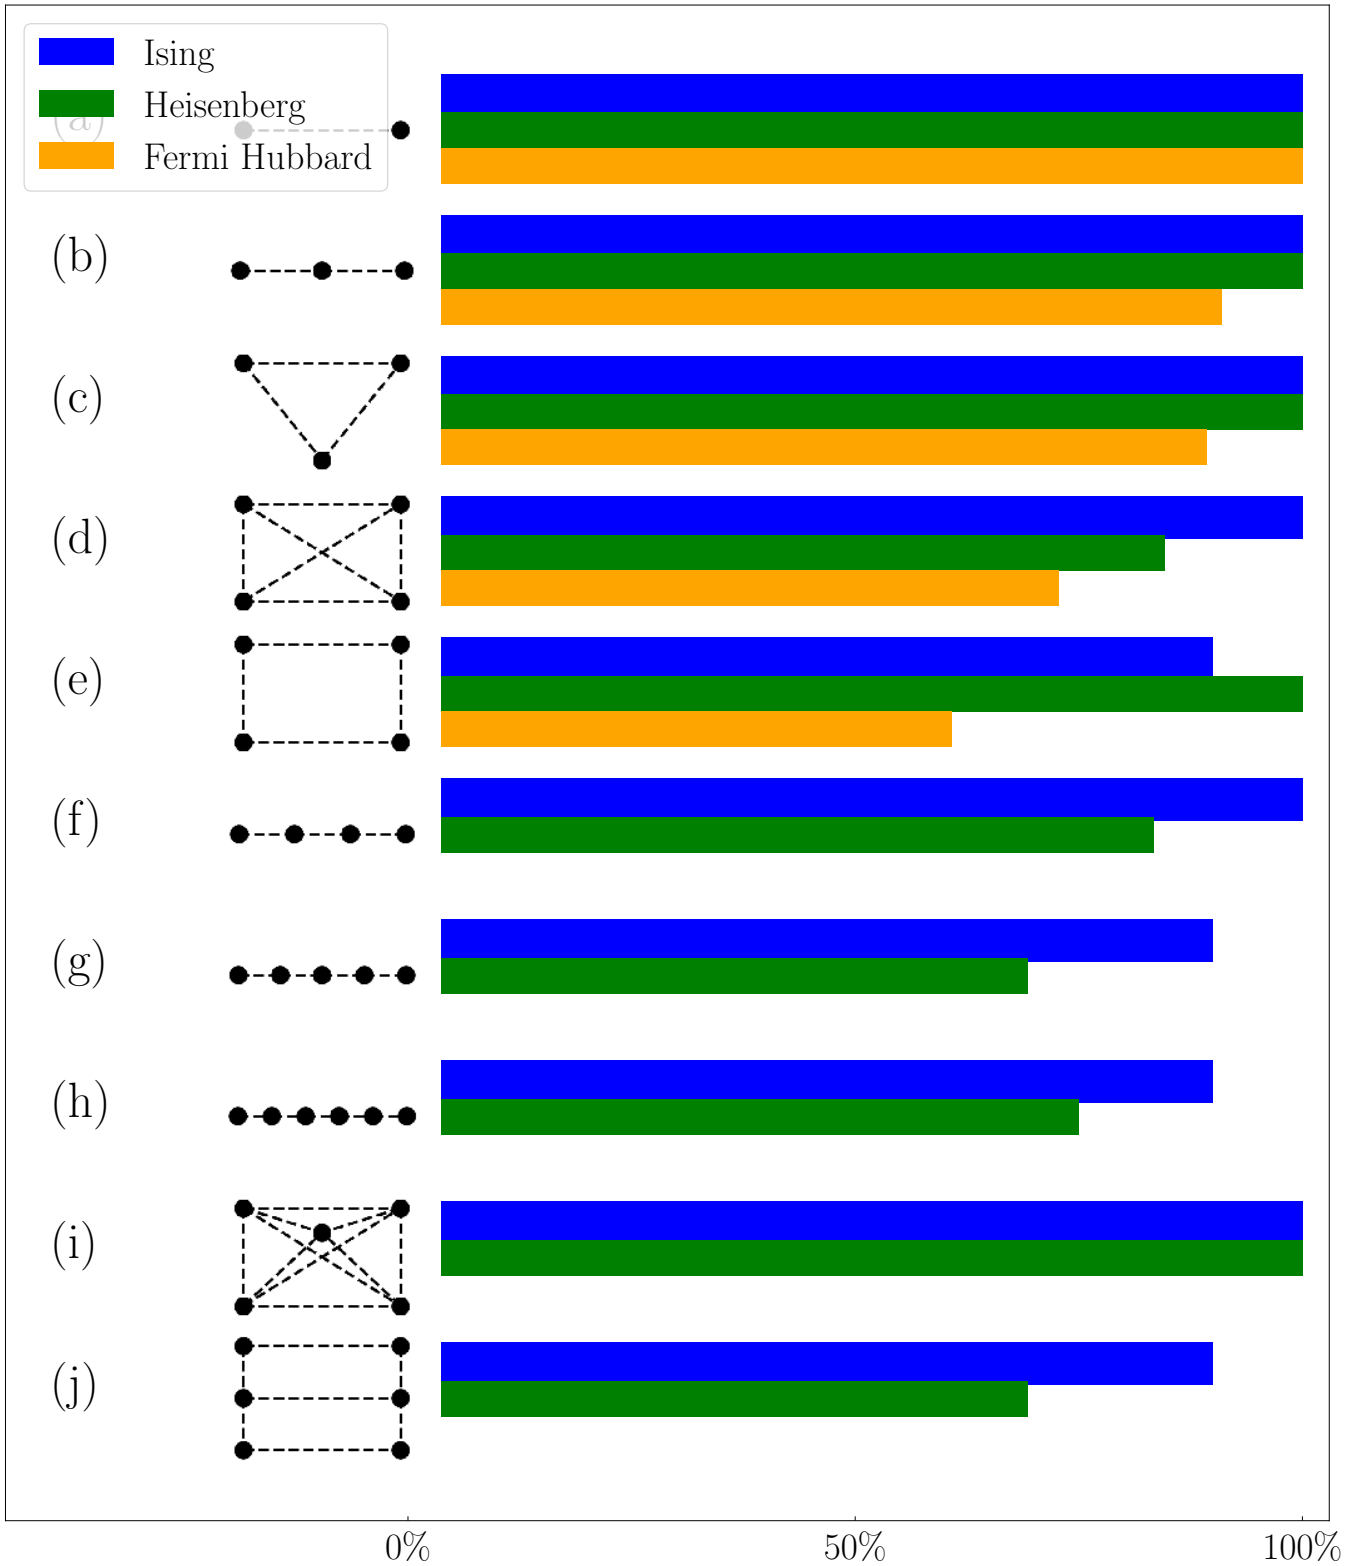 Ising
Heisenberg
(a)
Fermi Hubbard
(b)
(c)
(d)
(e)
(f)
(g)
(h)
(i)
(j)
0% 50% 100%